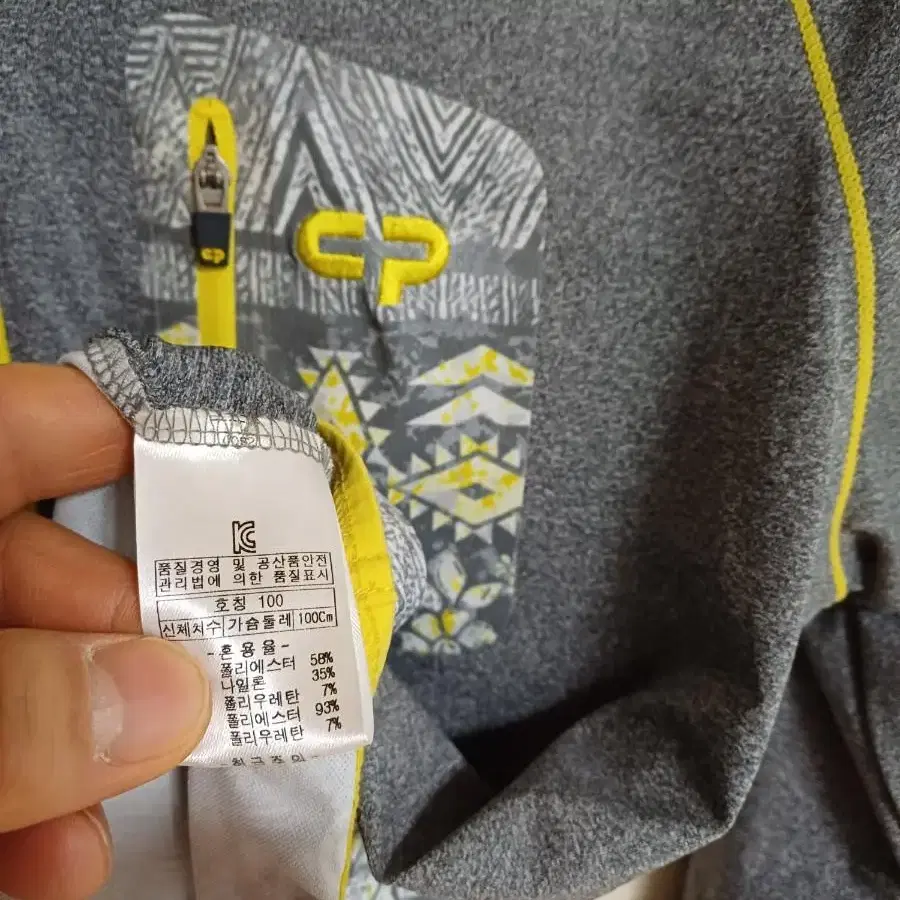 CP
CP
KC
품질경영 및 공산품안전
관리법에 의한 품질표시
호칭 100
신체치수 가슴둘레 100Cm
-혼용율-
폴리에스터 58%
나일론 35%
폴리우레탄 7%
폴리에스터 93%
폴리우레탄 7%